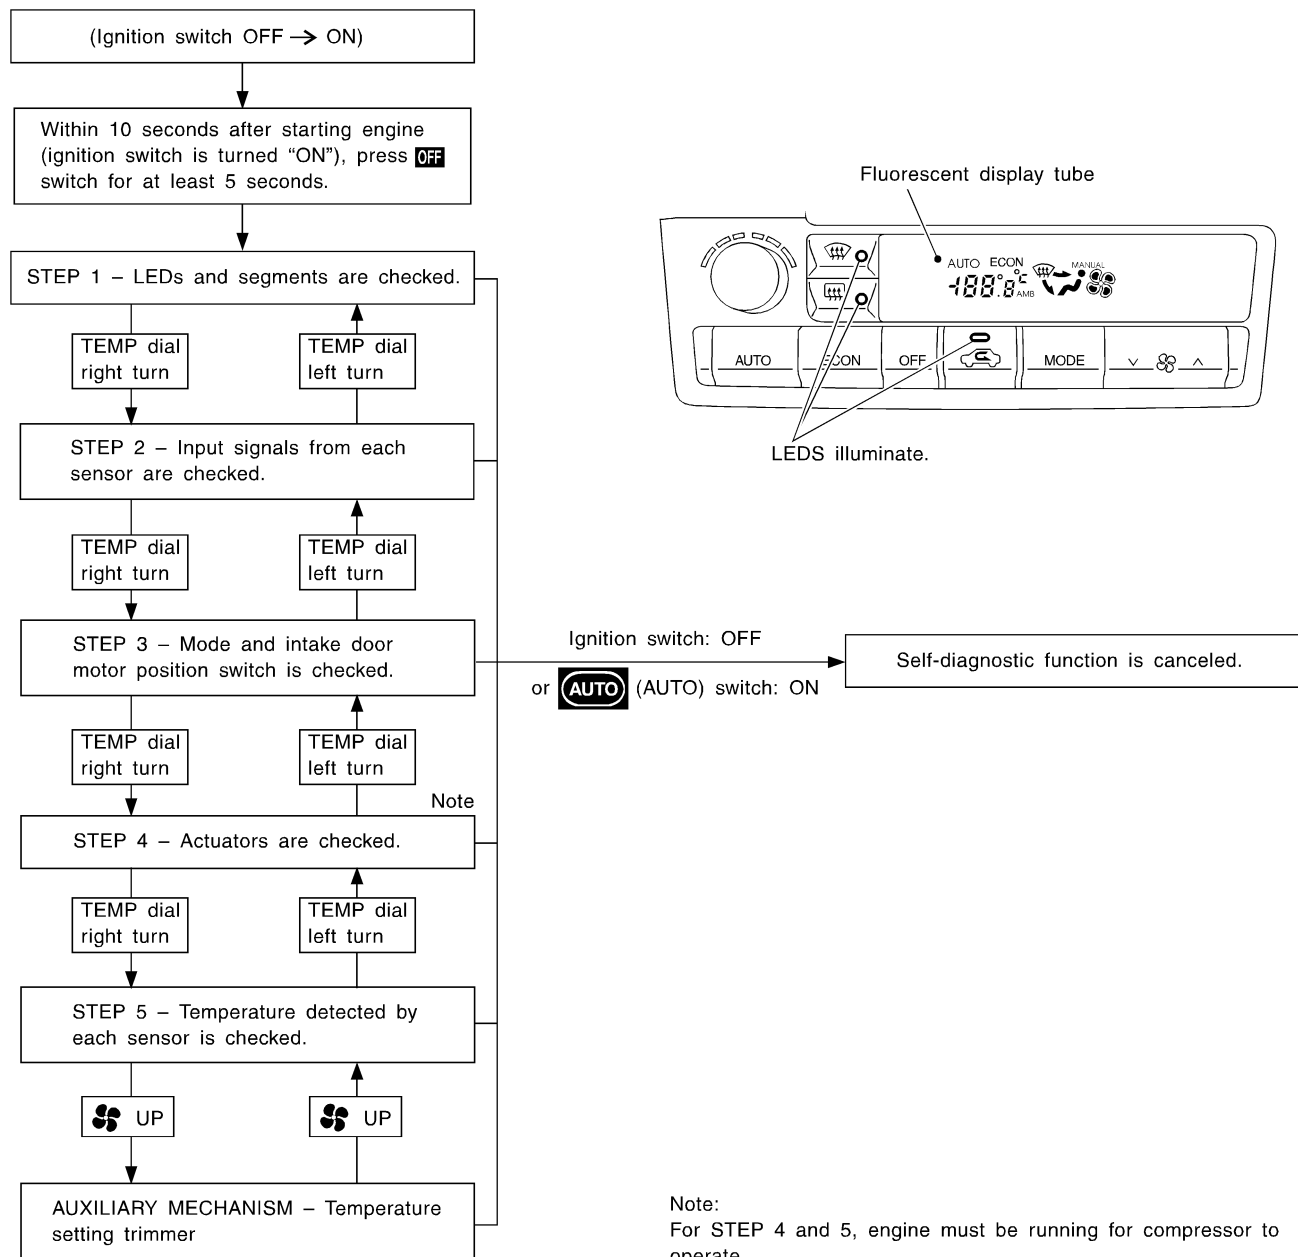 (Ignition switch OFF → ON)
Within 10 seconds after starting engine
(ignition switch is turned “ON”), press OFF
switch for at least 5 seconds.
STEP 1 – LEDs and segments are checked.
TEMP dial
right turn
TEMP dial
left turn
STEP 2 – Input signals from each
sensor are checked.
TEMP dial
right turn
TEMP dial
left turn
STEP 3 – Mode and intake door
motor position switch is checked.
TEMP dial
right turn
TEMP dial
left turn
Note
STEP 4 – Actuators are checked.
TEMP dial
right turn
TEMP dial
left turn
STEP 5 – Temperature detected by
each sensor is checked.
UP
UP
AUXILIARY MECHANISM – Temperature
setting trimmer
Fluorescent display tube
AUTO ECON MANUAL
-188.8°c AMB
AUTO ECON OFF MODE
LEDS illuminate.
Ignition switch: OFF
or AUTO (AUTO) switch: ON
Self-diagnostic function is canceled.
Note:
For STEP 4 and 5, engine must be running for compressor to
operate